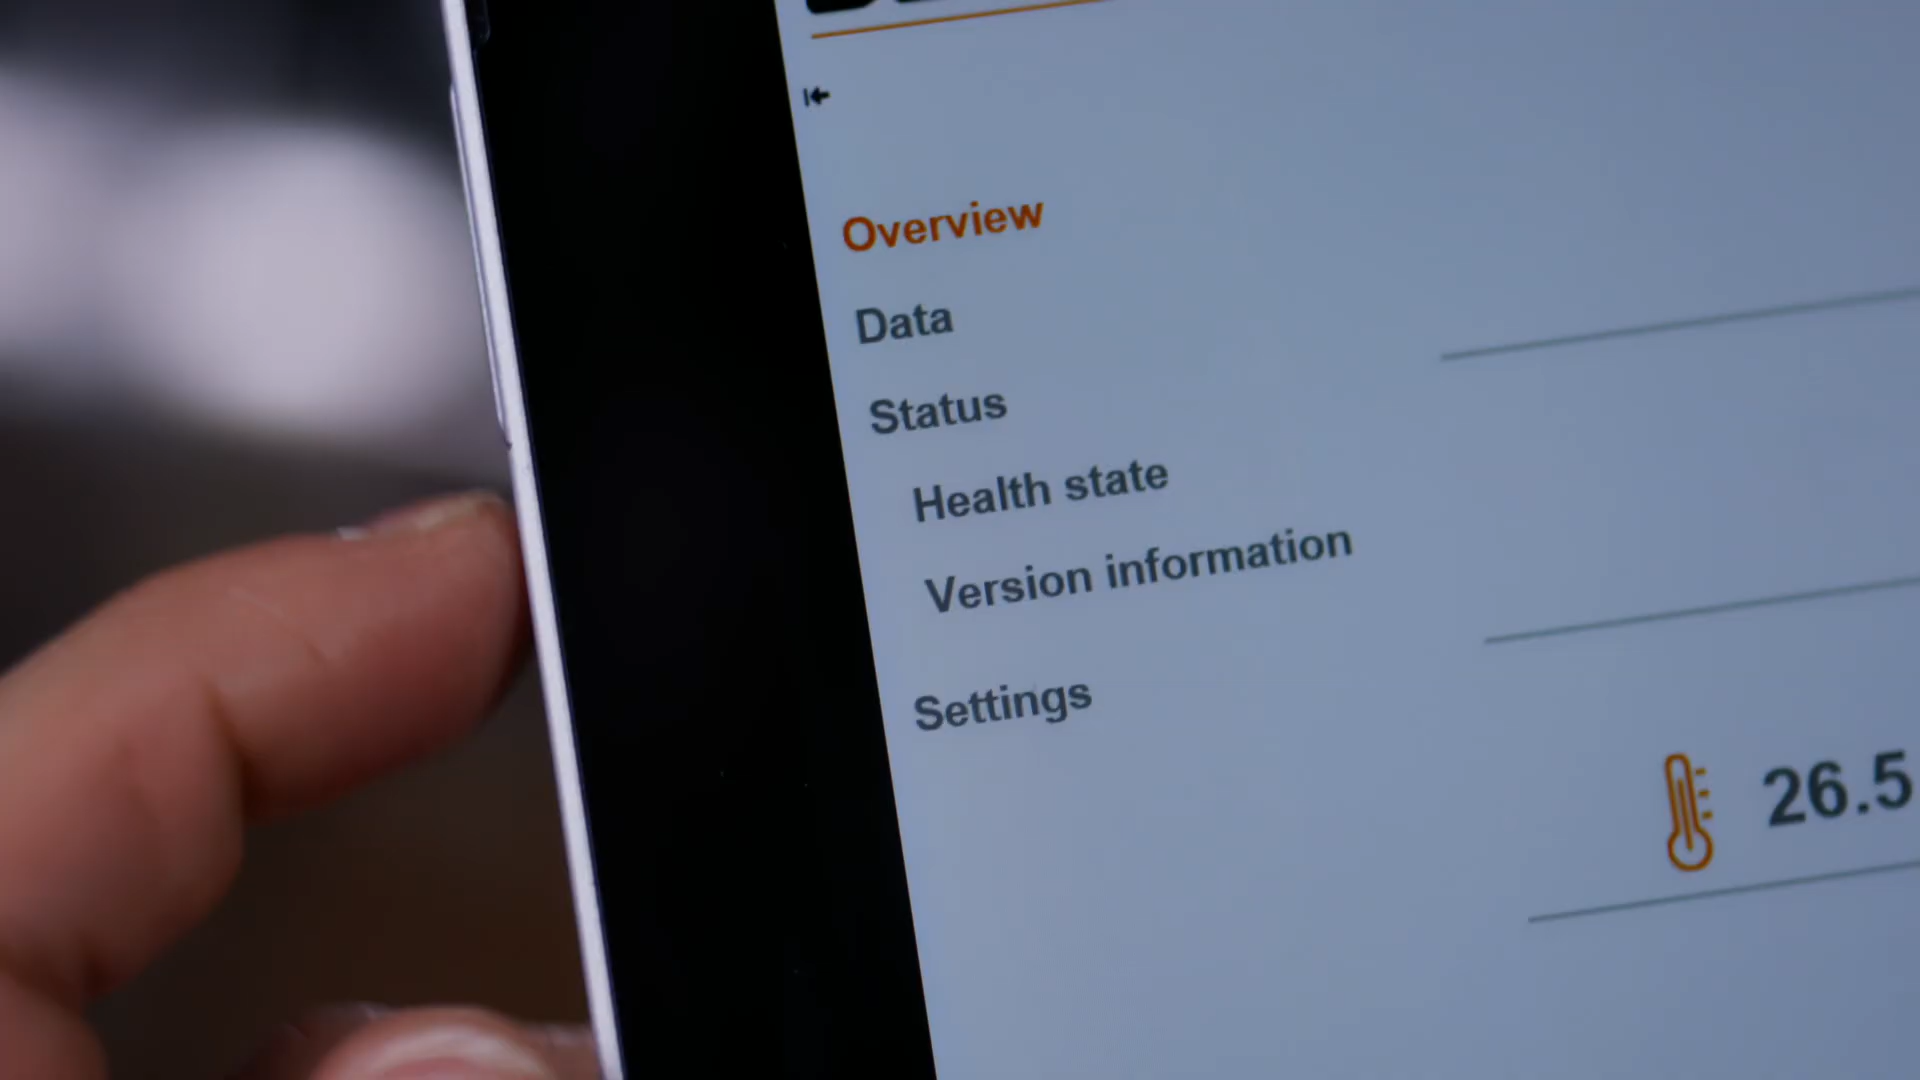 Overview
Data
Status
Health state
Version information
Settings
26.5